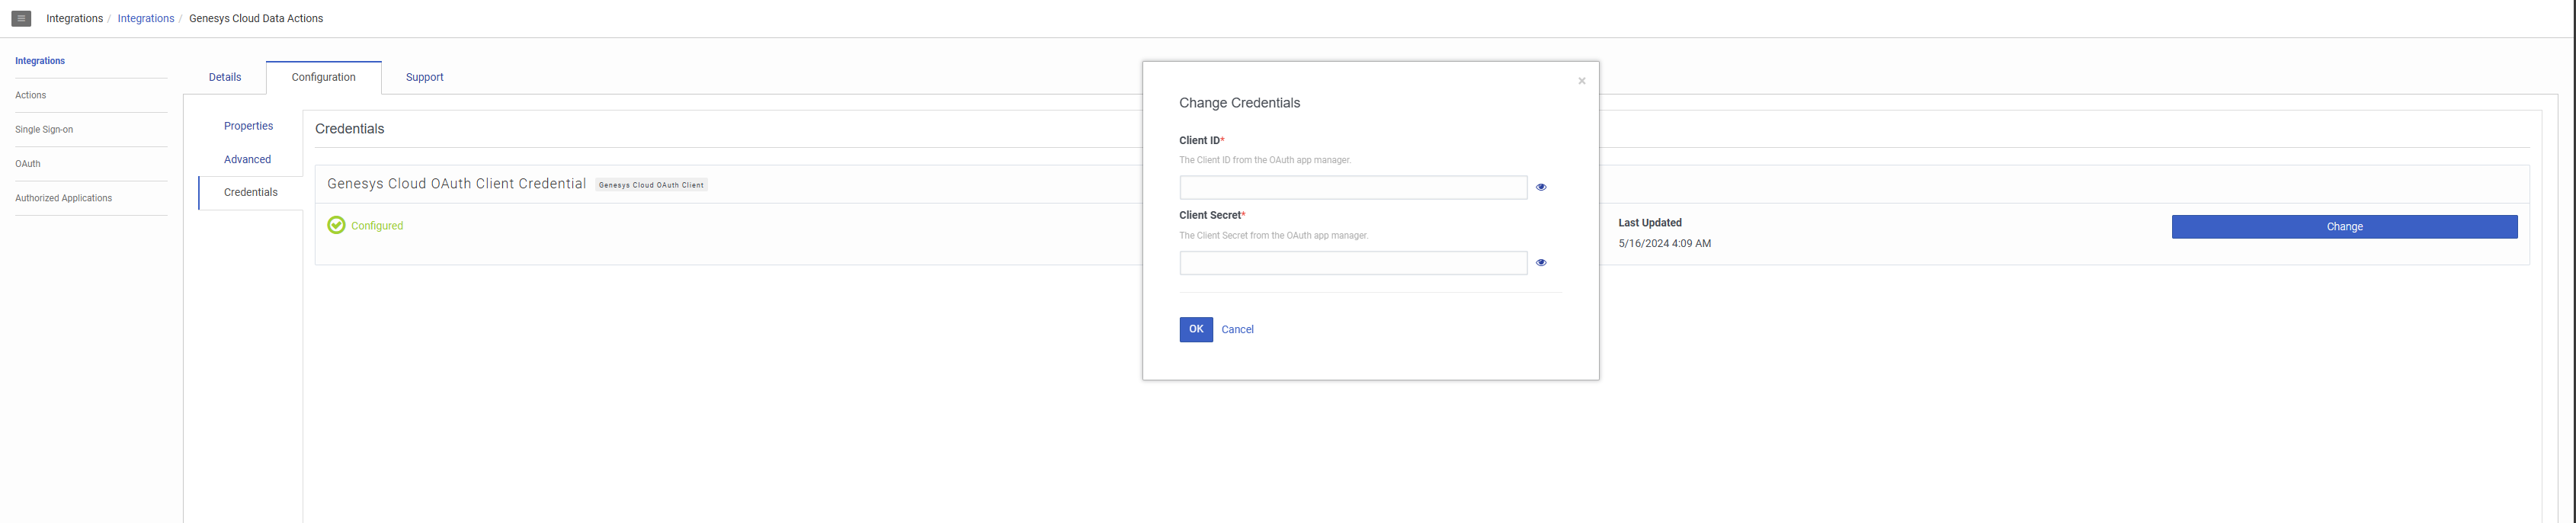 Integrations / Integrations / Genesys Cloud Data Actions
Integrations
Actions
Single Sign-on
OAuth
Authorized Applications
Details
Configuration
Support
Properties
Advanced
Credentials
Credentials
Genesys Cloud OAuth Client Credential Genesys Cloud OAuth Client
Configured
Last Updated
5/16/2024 4:09 AM
Change
×
Change Credentials
Client ID*
The Client ID from the OAuth app manager.
Client Secret*
The Client Secret from the OAuth app manager.
OK Cancel